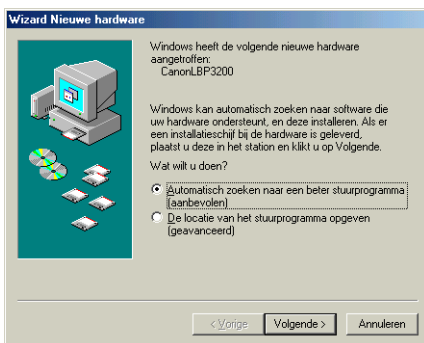 Wizard Nieuwe hardware
Windows heeft de volgende nieuwe hardware
aangetroffen:
CanonLBP3200
Windows kan automatisch zoeken naar software die
uw hardware ondersteunt, en deze installeren. Als er
een installatieschijf bij de hardware is geleverd,
plaatst u deze in het station en klikt u op Volgende.
Wat wilt u doen?
Automatisch zoeken naar een beter stuurprogramma
(aanbevolen)
De locatie van het stuurprogramma opgeven
(geavanceerd)
< Vorige Volgende > Annuleren